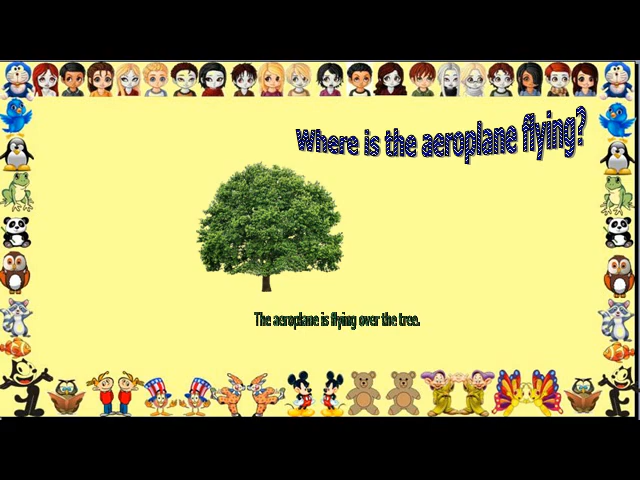 Where is the aeroplane flying?
The aeroplane is flying over the tree.